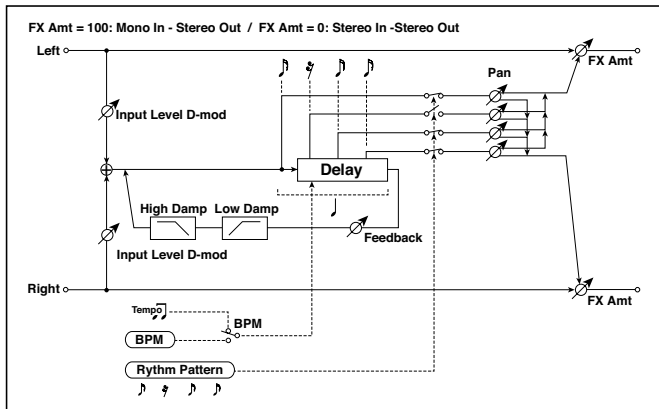 FX Amt = 100: Mono In - Stereo Out / FX Amt = 0: Stereo In -Stereo Out
Left
FX Amt
Pan
Input Level D-mod
Delay
High Damp
Low Damp
Feedback
Input Level D-mod
Right
FX Amt
Tempo
BPM
BPM
Rythm Pattern